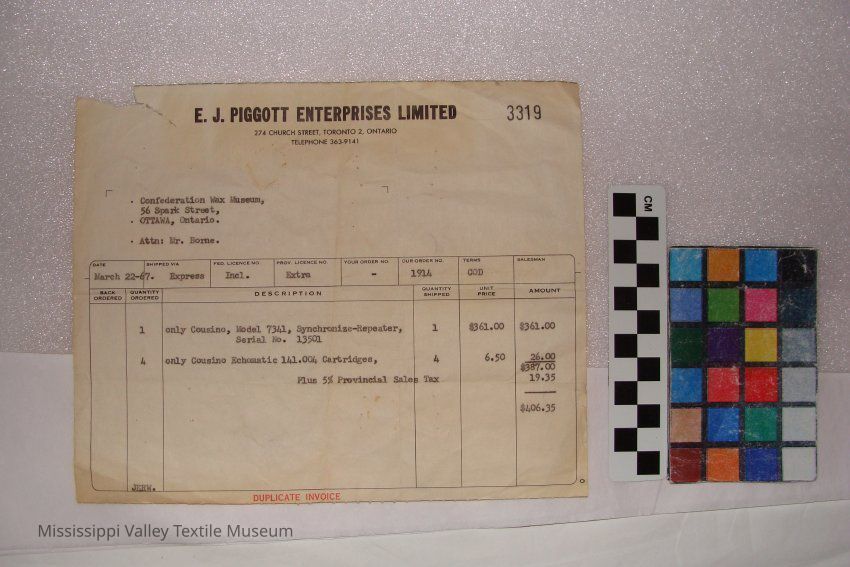 E. J. PIGGOTT ENTERPRISES LIMITED 3319
274 CHURCH STREET, TORONTO 2, ONTARIO
TELEPHONE 363-9141
. Confederation Wax Museum,
56 Spark Street,
. OTTAWA, Ontario.
. Attn: Mr. Borne.
DATE SHIPPED VIA FED. LICENCE NO. PROV. LICENCE NO. YOUR ORDER NO. OUR ORDER NO. TERMS SALESMAN
March 22-67. Express Incl. Extra - 1914 COD
BACK ORDERED QUANTITY ORDERED DESCRIPTION QUANTITY SHIPPED UNIT PRICE AMOUNT
1 only Cousino, Model 7341, Synchronize-Repeater, 1 $361.00 $361.00
Serial No. 13501
4 only Cousino Echomatic 141.004 Cartridges, 4 6.50 26.00
$387.00
Plus 5% Provincial Sales Tax 19.35
$406.35
JERW.
DUPLICATE INVOICE
CM
Mississippi Valley Textile Museum